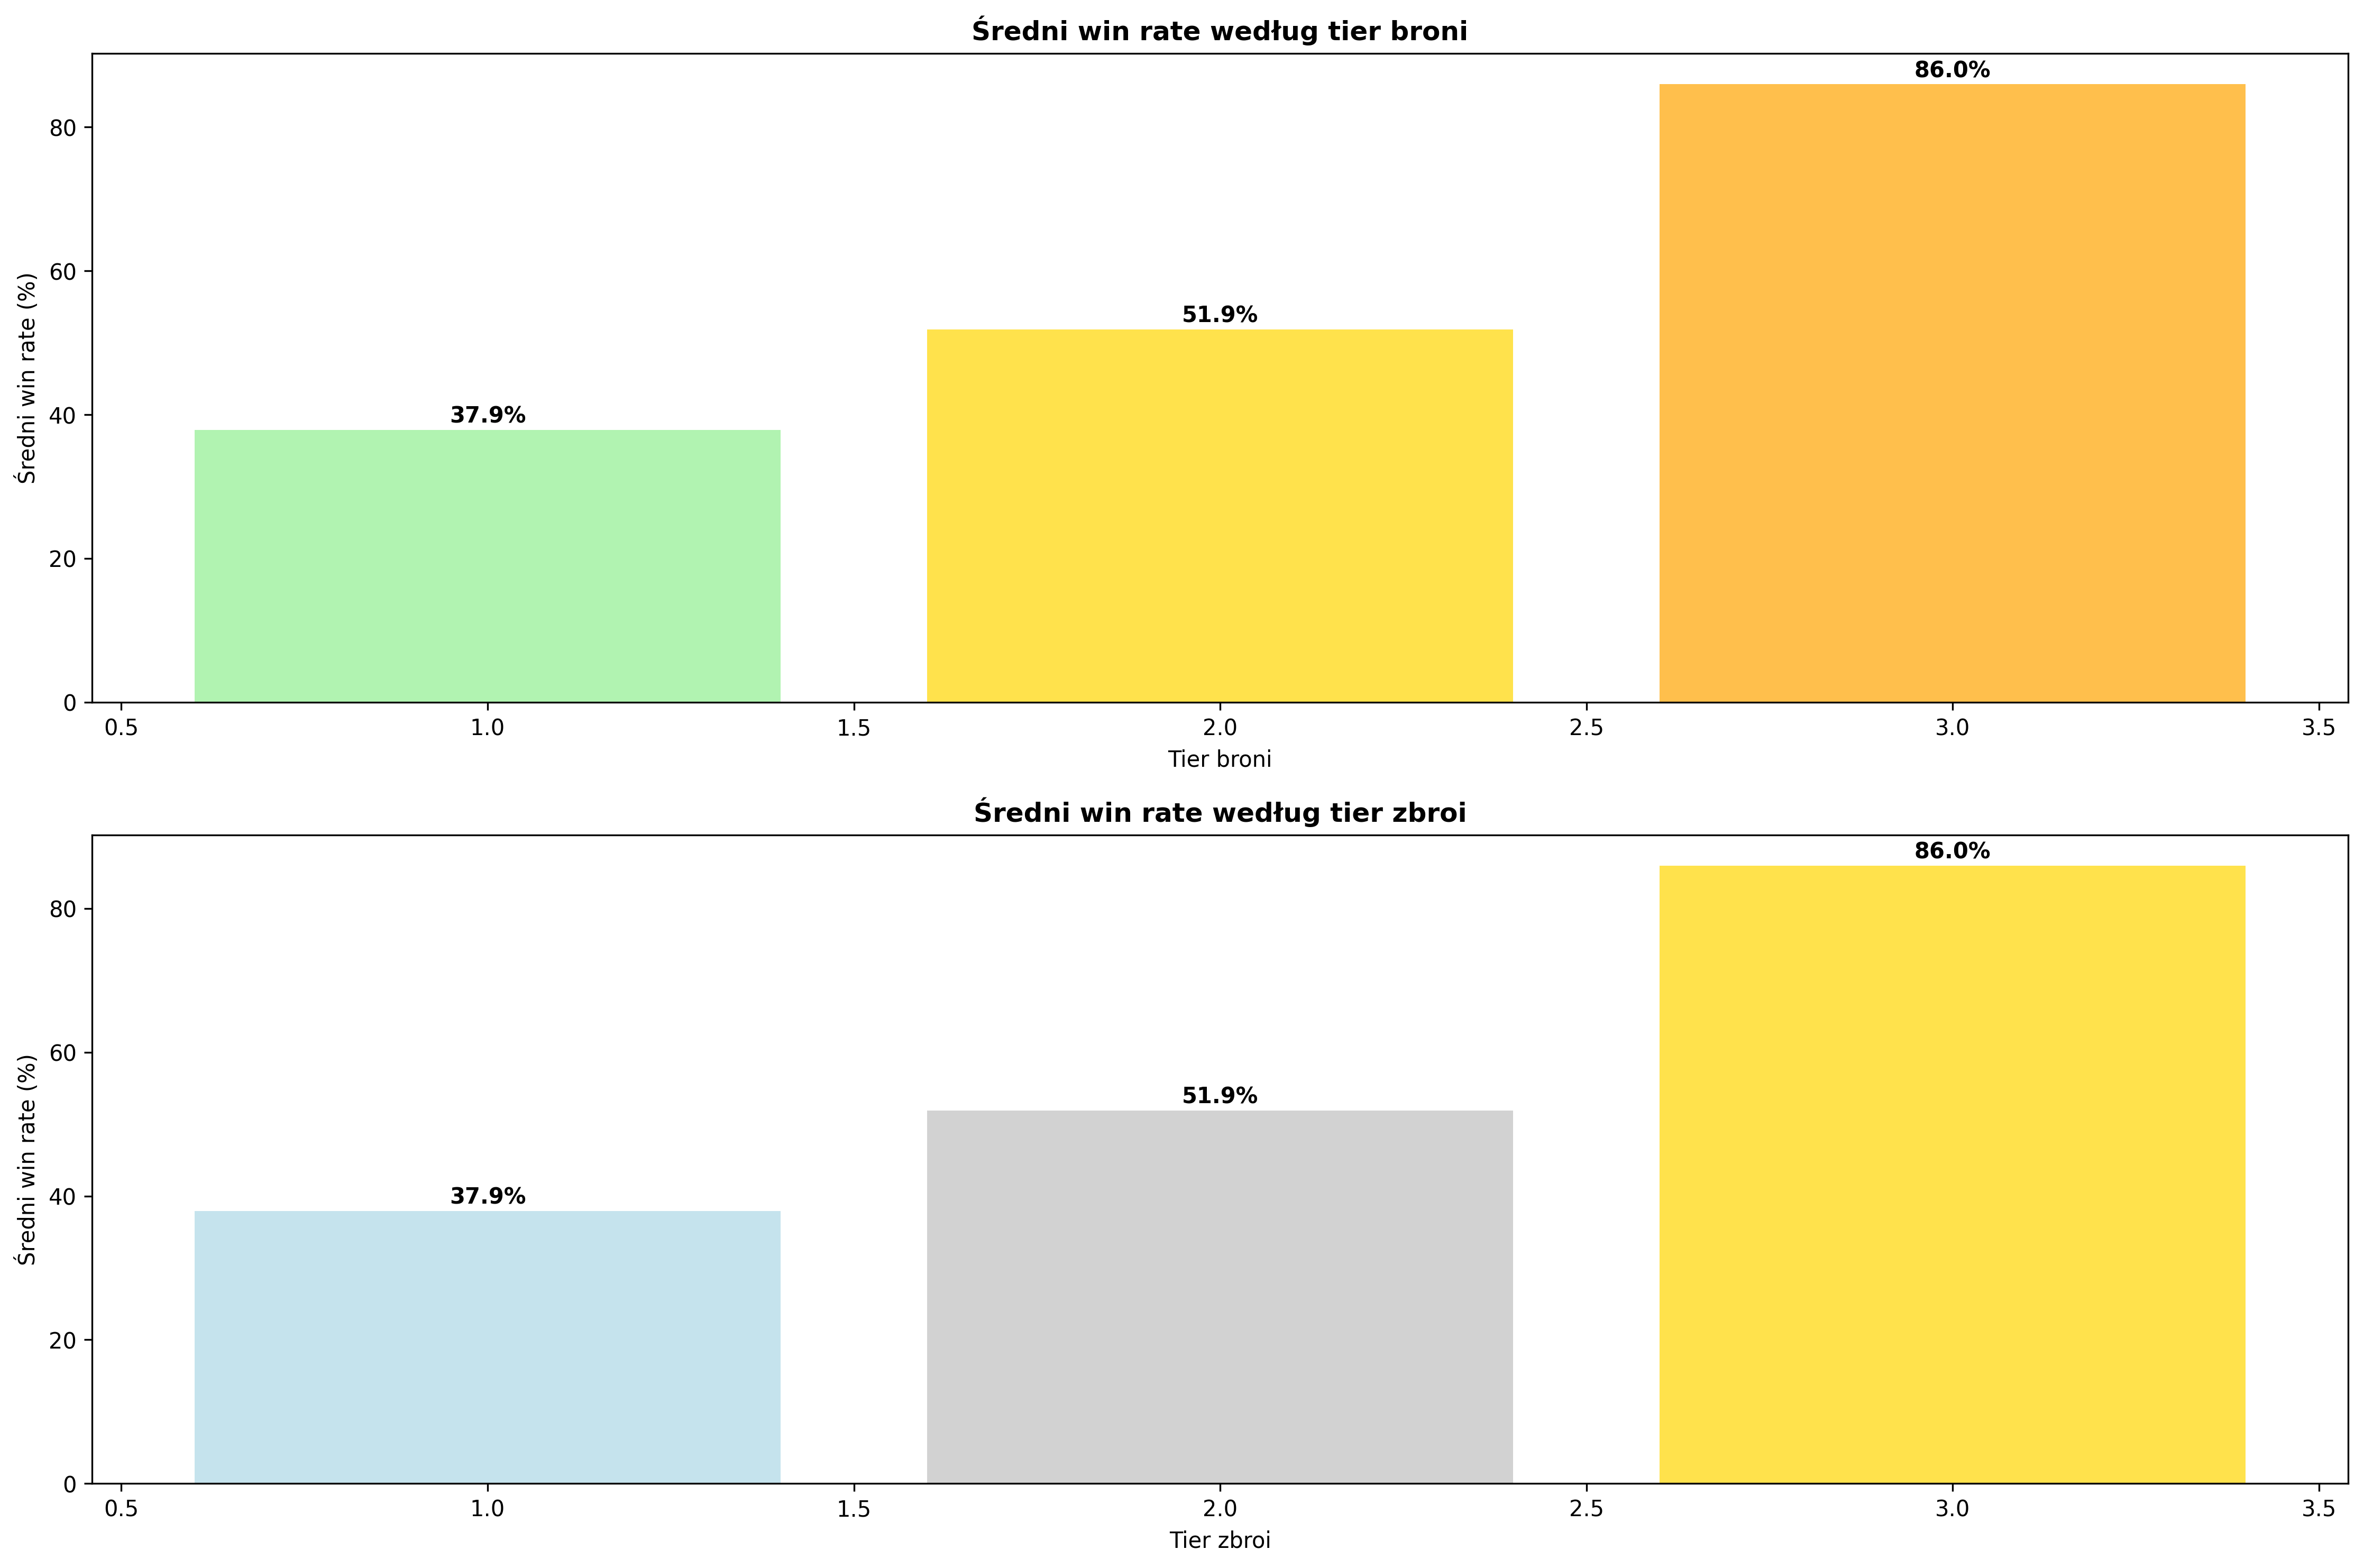 Średni win rate według tier broni
Średni win rate (%)
80
60
40
20
0
37.9%
51.9%
86.0%
0.5 1.0 1.5 2.0 2.5 3.0 3.5
Tier broni
Średni win rate według tier zbroi
Średni win rate (%)
80
60
40
20
0
37.9%
51.9%
86.0%
0.5 1.0 1.5 2.0 2.5 3.0 3.5
Tier zbroi